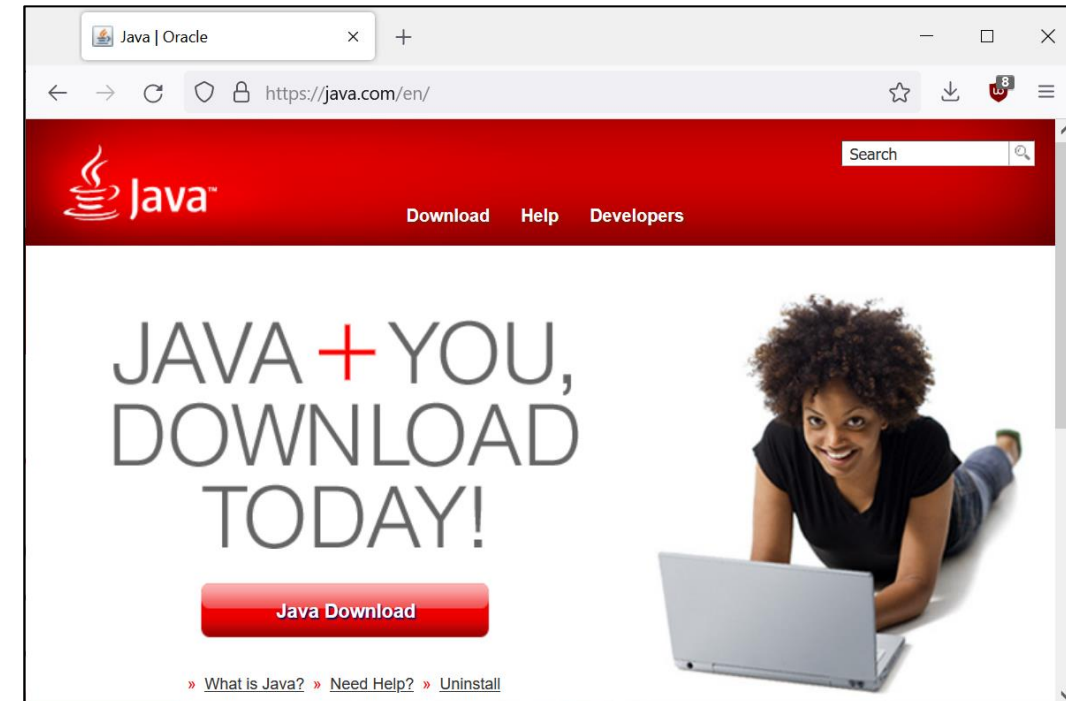 Java | Oracle
https://java.com/en/
8
Search
Java™
Download Help Developers
JAVA + YOU,
DOWNLOAD
TODAY!
Java Download
» What is Java? » Need Help? » Uninstall